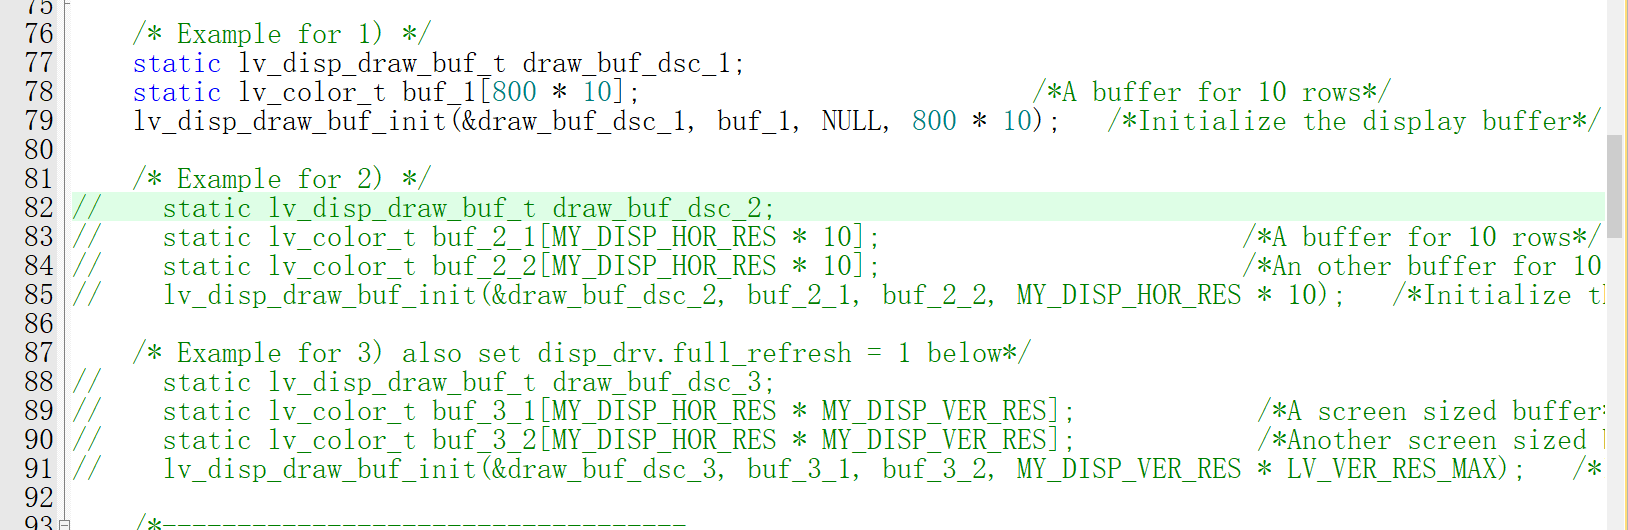 75
76 /* Example for 1) */
77 static lv_disp_draw_buf_t draw_buf_dsc_1;
78 static lv_color_t buf_1[800 * 10]; /*A buffer for 10 rows*/
79 lv_disp_draw_buf_init(&draw_buf_dsc_1, buf_1, NULL, 800 * 10); /*Initialize the display buffer*/
80
81 /* Example for 2) */
82 // static lv_disp_draw_buf_t draw_buf_dsc_2;
83 // static lv_color_t buf_2_1[MY_DISP_HOR_RES * 10]; /*A buffer for 10 rows*/
84 // static lv_color_t buf_2_2[MY_DISP_HOR_RES * 10]; /*An other buffer for 10
85 // lv_disp_draw_buf_init(&draw_buf_dsc_2, buf_2_1, buf_2_2, MY_DISP_HOR_RES * 10); /*Initialize
86
87 /* Example for 3) also set disp_drv.full_refresh = 1 below*/
88 // static lv_disp_draw_buf_t draw_buf_dsc_3;
89 // static lv_color_t buf_3_1[MY_DISP_HOR_RES * MY_DISP_VER_RES]; /*A screen sized buffer
90 // static lv_color_t buf_3_2[MY_DISP_HOR_RES * MY_DISP_VER_RES]; /*Another screen sized
91 // lv_disp_draw_buf_init(&draw_buf_dsc_3, buf_3_1, buf_3_2, MY_DISP_VER_RES * LV_VER_RES_MAX); /*
92
93 /*-----------------------------------